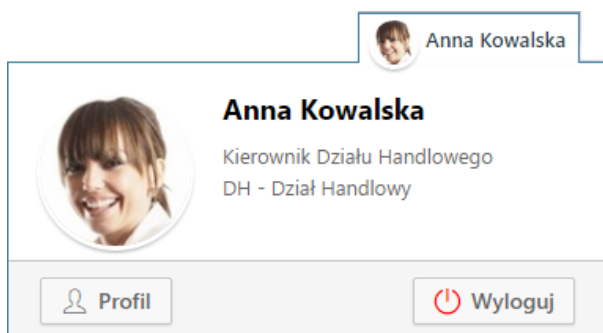 Anna Kowalska
Anna Kowalska
Kierownik Działu Handlowego
DH - Dział Handlowy
Profil
Wyloguj